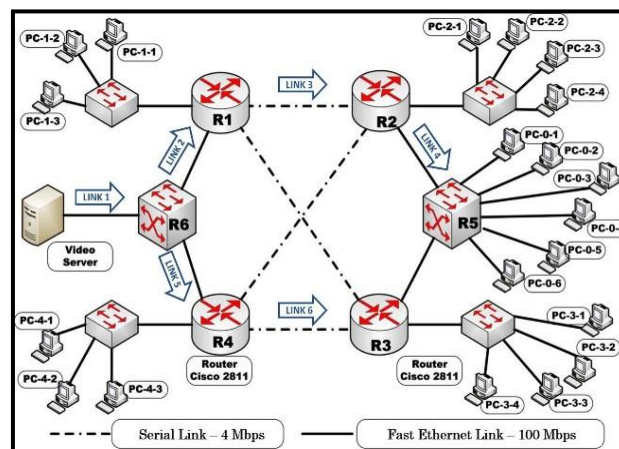 PC-1-2
PC-1-1
PC-1-3
LINK 3
R1
R2
PC-2-1
PC-2-2
PC-2-3
PC-2-4
LINK 2
LINK 4
PC-0-1
PC-0-2
PC-0-3
PC-0-
PC-0-5
PC-0-6
LINK 1
R6
R5
Video
Server
LINK 5
LINK 6
PC-4-1
PC-4-2
PC-4-3
R4
Router
Cisco 2811
R3
Router
Cisco 2811
PC-3-1
PC-3-2
PC-3-3
PC-3-4
Serial Link – 4 Mbps
Fast Ethernet Link – 100 Mbps